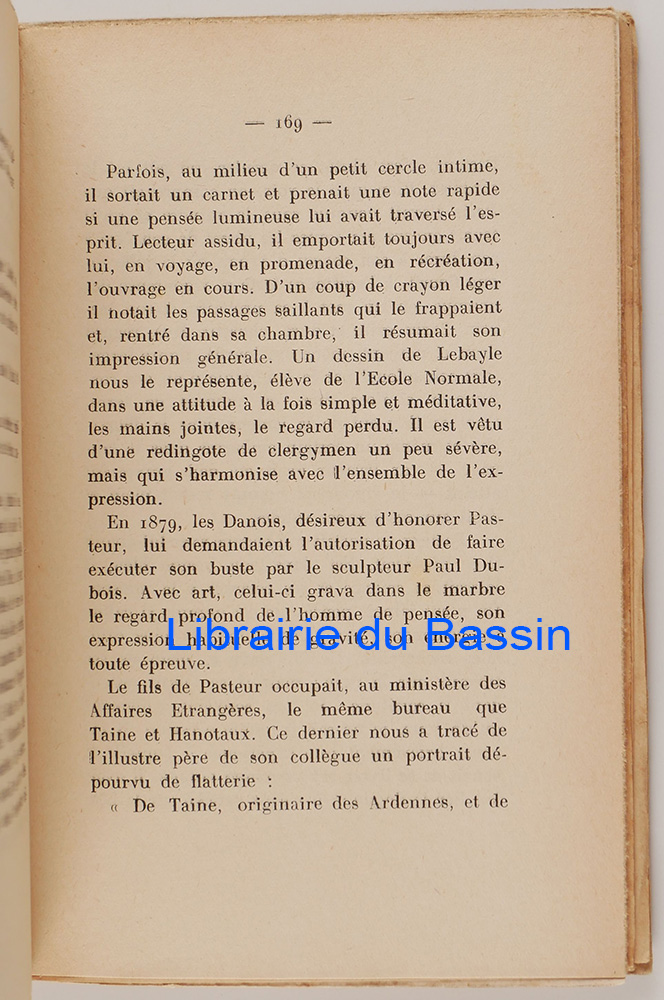 — 169 —
Parfois, au milieu d'un petit cercle intime,
il sortait un carnet et prenait une note rapide
si une pensée lumineuse lui avait traversé l'es-
prit. Lecteur assidu, il emportait toujours avec
lui, en voyage, en promenade, en récréation,
l'ouvrage en cours. D'un coup de crayon léger
il notait les passages saillants qui le frappaient
et, rentré dans sa chambre, il résumait son
impression générale. Un dessin de Lebayle
nous le représente, élève de l'Ecole Normale,
dans une attitude à la fois simple et méditative,
les mains jointes, le regard perdu. Il est vêtu
d'une redingote de clergymen un peu sévère,
mais qui s'harmonise avec l'ensemble de l'ex-
pression.
En 1879, les Danois, désireux d'honorer Pas-
teur, lui demandaient l'autorisation de faire
exécuter son buste par le sculpteur Paul Du-
bois. Avec art, celui-ci grava dans le marbre
le regard profond de l'homme de pensée, son
expression habituelle de gravité, son énergie à
Librairie du Bassin
toute épreuve.
Le fils de Pasteur occupait, au ministère des
Affaires Etrangères, le même bureau que
Taine et Hanotaux. Ce dernier nous a tracé de
l'illustre père de son collègue un portrait dé-
pourvu de flatterie :
« De Taine, originaire des Ardennes, et de